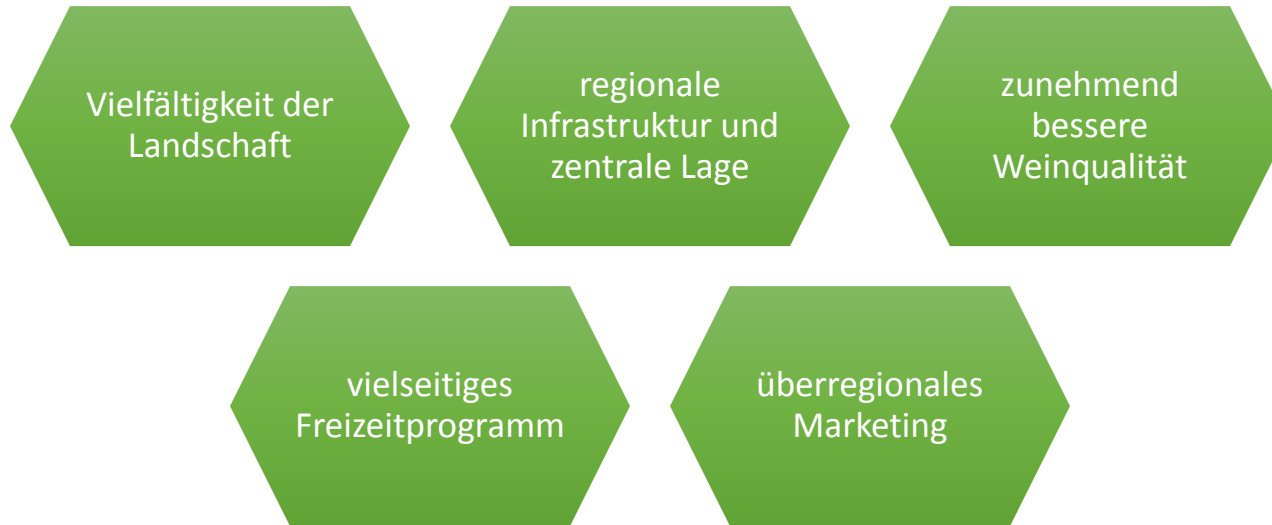 Vielfältigkeit der
Landschaft
regionale
Infrastruktur und
zentrale Lage
zunehmend
bessere
Weinqualität
vielseitiges
Freizeitprogramm
überregionales
Marketing